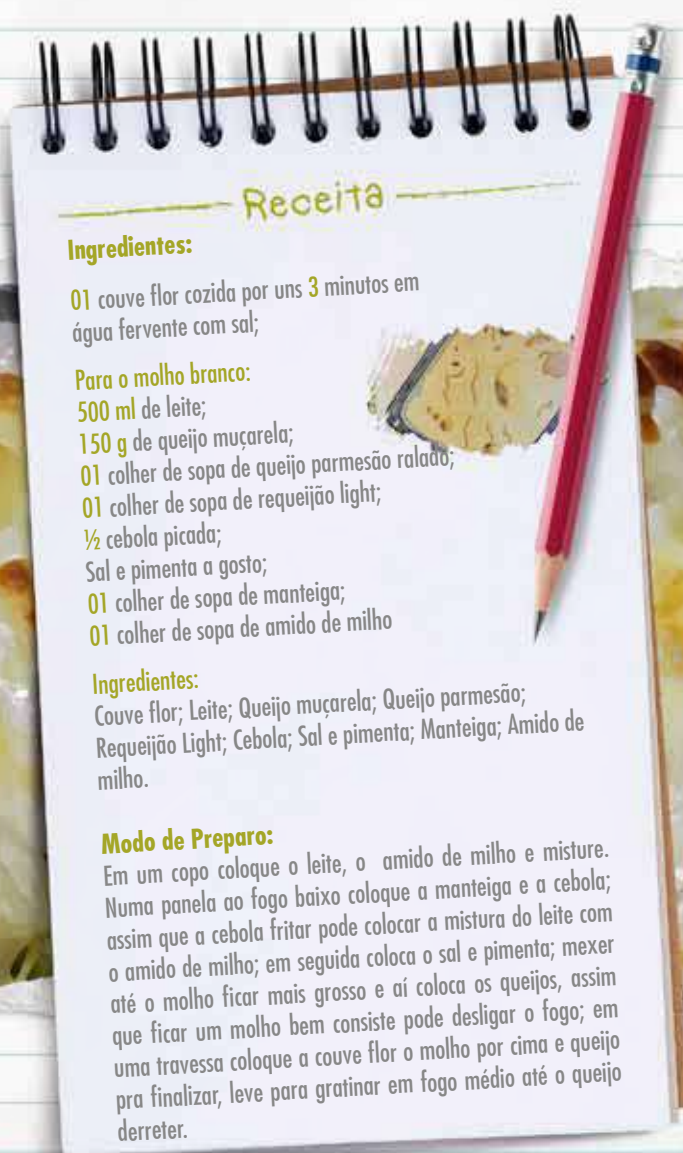 Receita
Ingredientes:
01 couve flor cozida por uns 3 minutos em
água fervente com sal;
Para o molho branco:
500 ml de leite;
150 g de queijo muçarela;
01 colher de sopa de queijo parmesão ralado;
01 colher de sopa de requeijão light;
½ cebola picada;
Sal e pimenta a gosto;
01 colher de sopa de manteiga;
01 colher de sopa de amido de milho
Ingredientes:
Couve flor; Leite; Queijo muçarela; Queijo parmesão;
Requeijão Light; Cebola; Sal e pimenta; Manteiga; Amido de
milho.
Modo de Preparo:
Em um copo coloque o leite, o amido de milho e misture.
Numa panela ao fogo baixo coloque a manteiga e a cebola;
assim que a cebola fritar pode colocar a mistura do leite com
o amido de milho; em seguida coloca o sal e pimenta; mexer
até o molho ficar mais grosso e aí coloca os queijos, assim
que ficar um molho bem consiste pode desligar o fogo; em
uma travessa coloque a couve flor o molho por cima e queijo
pra finalizar, leve para gratinar em fogo médio até o queijo
derreter.